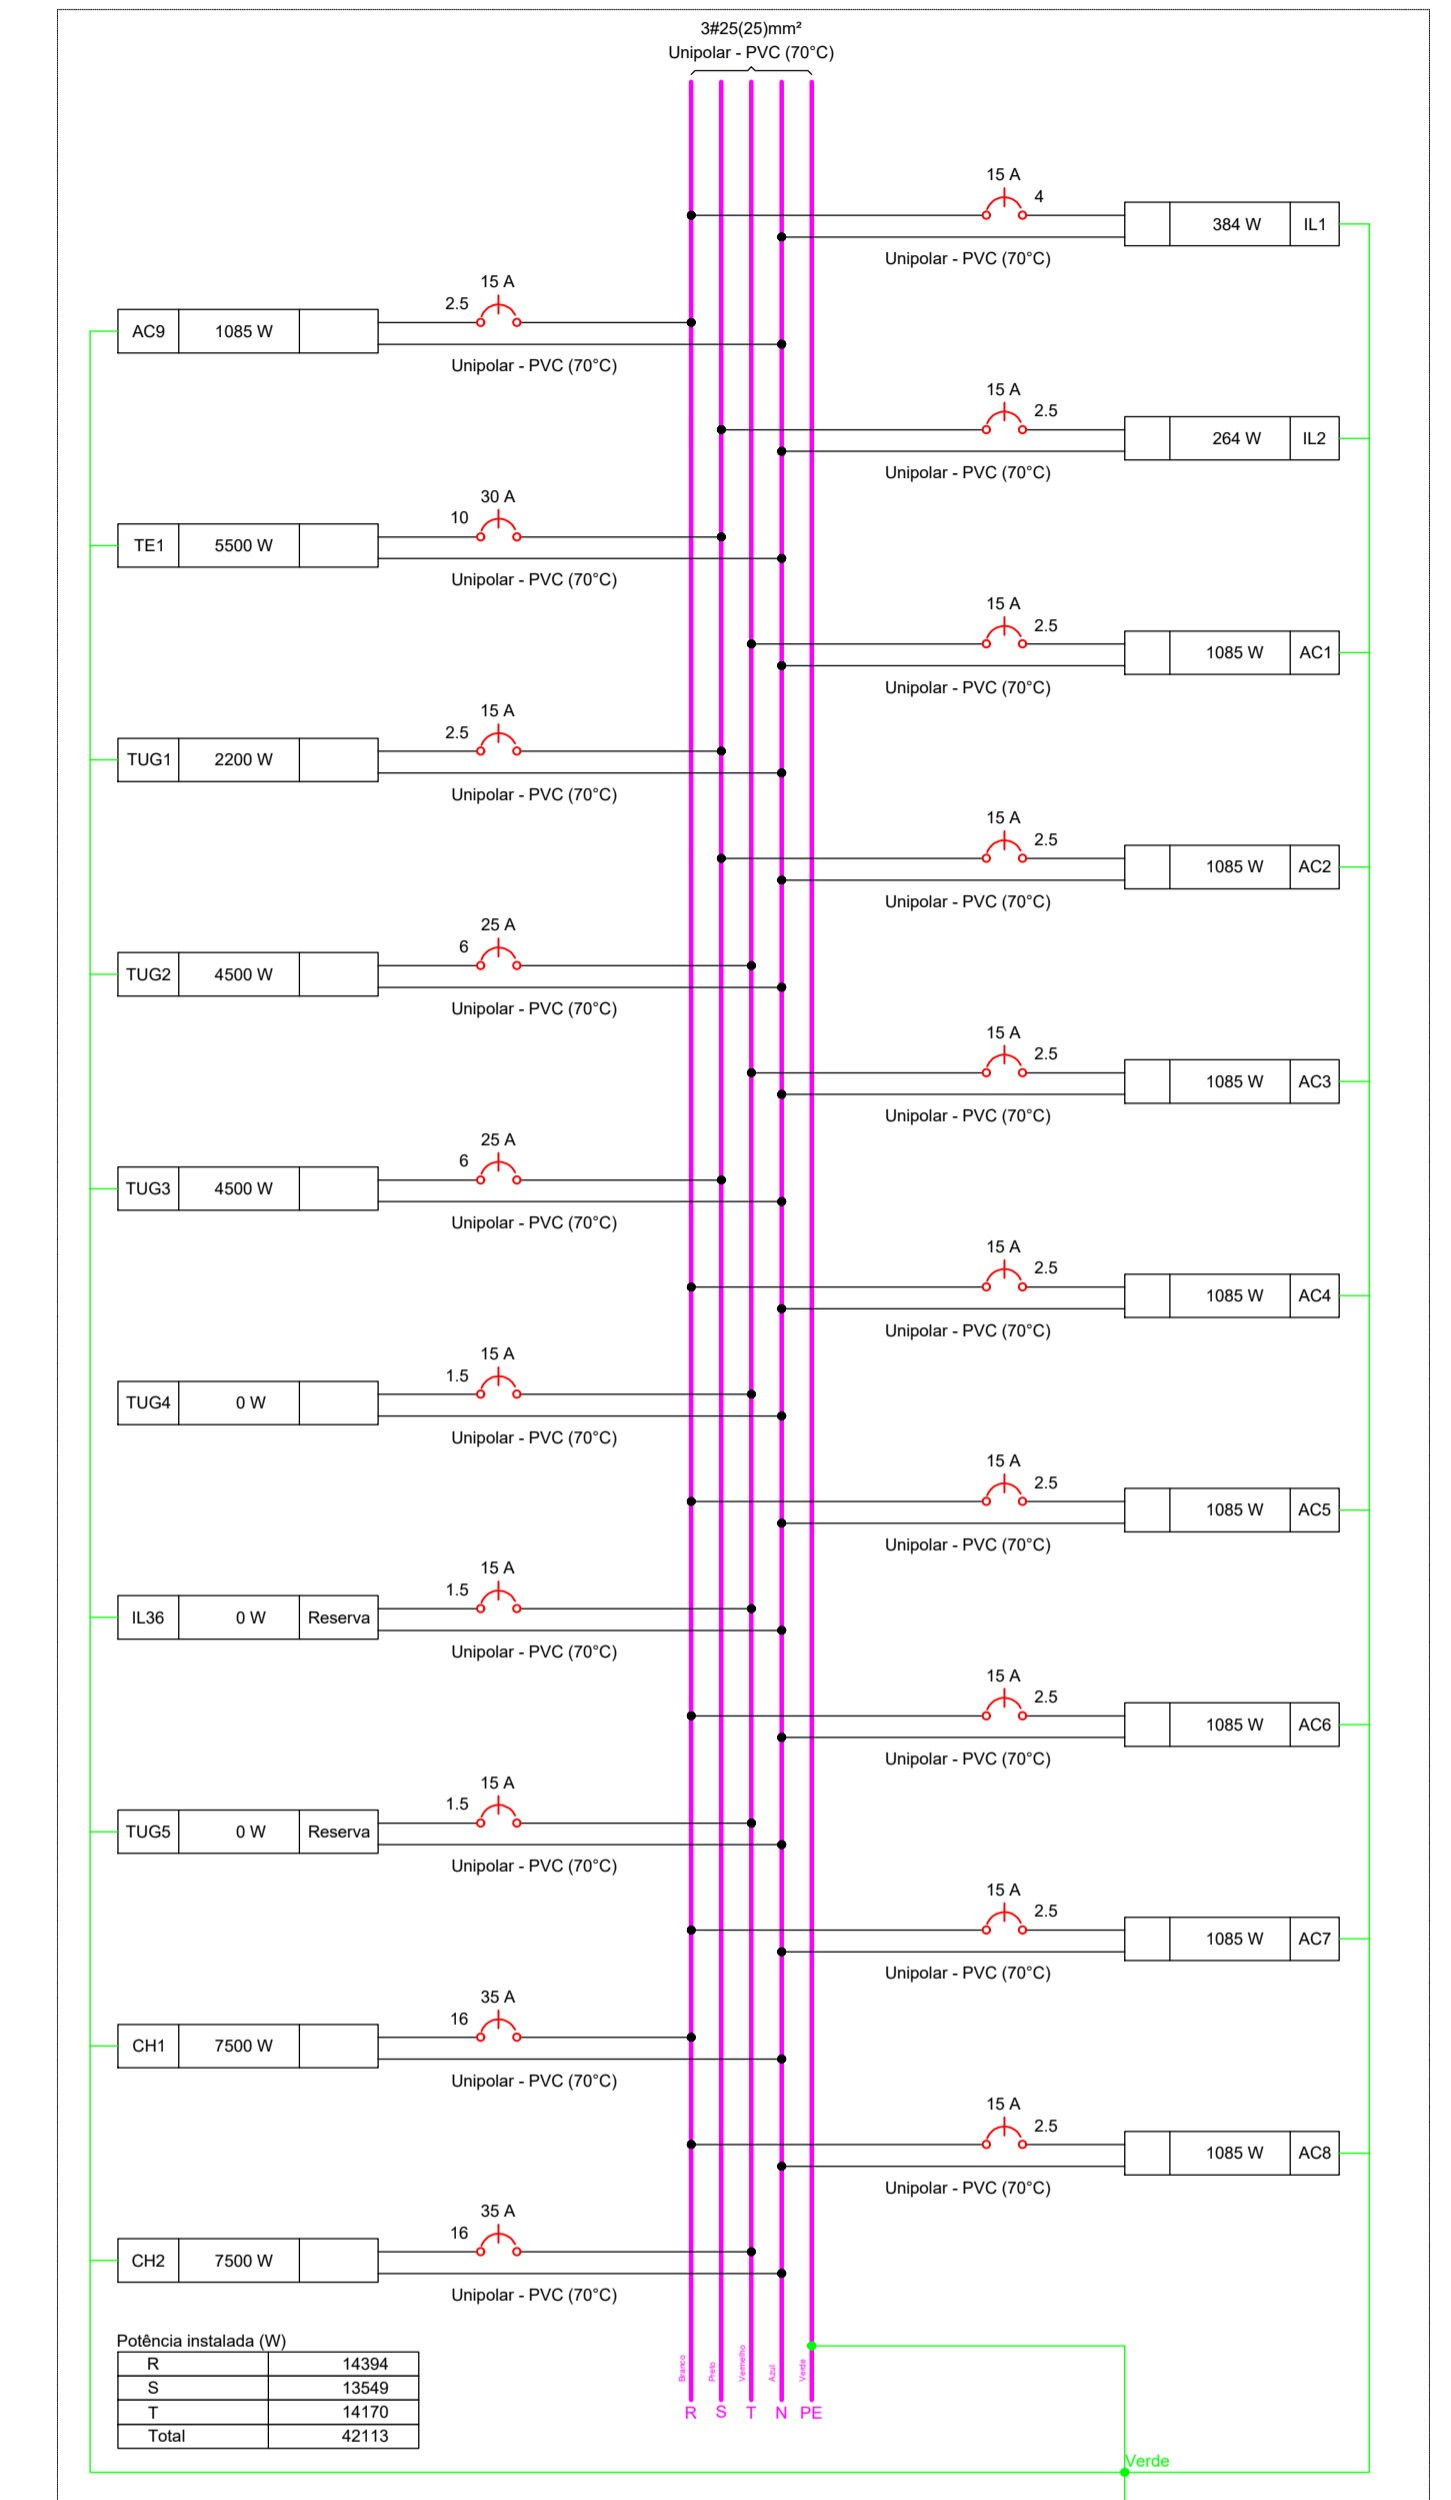 3#25(25)mm²
Unipolar - PVC (70°C)
15 A
4
384 W IL1
Unipolar - PVC (70°C)
15 A
2.5
AC9 1085 W
Unipolar - PVC (70°C)
15 A
2.5
264 W IL2
Unipolar - PVC (70°C)
30 A
10
TE1 5500 W
Unipolar - PVC (70°C)
15 A
2.5
1085 W AC1
Unipolar - PVC (70°C)
15 A
2.5
TUG1 2200 W
Unipolar - PVC (70°C)
15 A
2.5
1085 W AC2
Unipolar - PVC (70°C)
25 A
6
TUG2 4500 W
Unipolar - PVC (70°C)
15 A
2.5
1085 W AC3
Unipolar - PVC (70°C)
25 A
6
TUG3 4500 W
Unipolar - PVC (70°C)
15 A
2.5
1085 W AC4
Unipolar - PVC (70°C)
15 A
1.5
TUG4 0 W
Unipolar - PVC (70°C)
15 A
2.5
1085 W AC5
Unipolar - PVC (70°C)
15 A
1.5
IL36 0 W Reserva
Unipolar - PVC (70°C)
15 A
2.5
1085 W AC6
Unipolar - PVC (70°C)
15 A
1.5
TUG5 0 W Reserva
Unipolar - PVC (70°C)
15 A
2.5
1085 W AC7
Unipolar - PVC (70°C)
35 A
16
CH1 7500 W
Unipolar - PVC (70°C)
15 A
2.5
1085 W AC8
Unipolar - PVC (70°C)
35 A
16
CH2 7500 W
Unipolar - PVC (70°C)
Potência instalada (W)
R 14394
S 13549
T 14170
Total 42113
Branco
Preto
Vermelho
Azul
Verde
R S T N PE
Verde